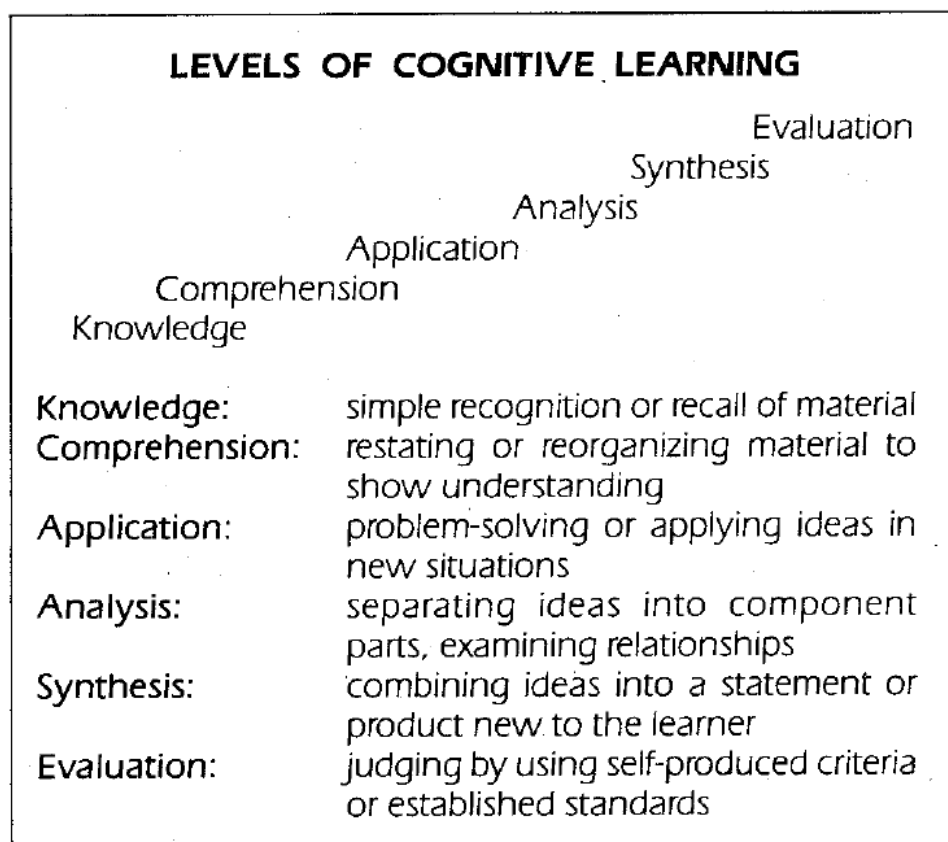 LEVELS OF COGNITIVE LEARNING
Evaluation
Synthesis
Analysis
Application
Comprehension
Knowledge
Knowledge: simple recognition or recall of material
Comprehension: restating or reorganizing material to
show understanding
Application: problem-solving or applying ideas in
new situations
Analysis: separating ideas into component
parts, examining relationships
Synthesis: combining ideas into a statement or
product new to the learner
Evaluation: judging by using self-produced criteria
or established standards